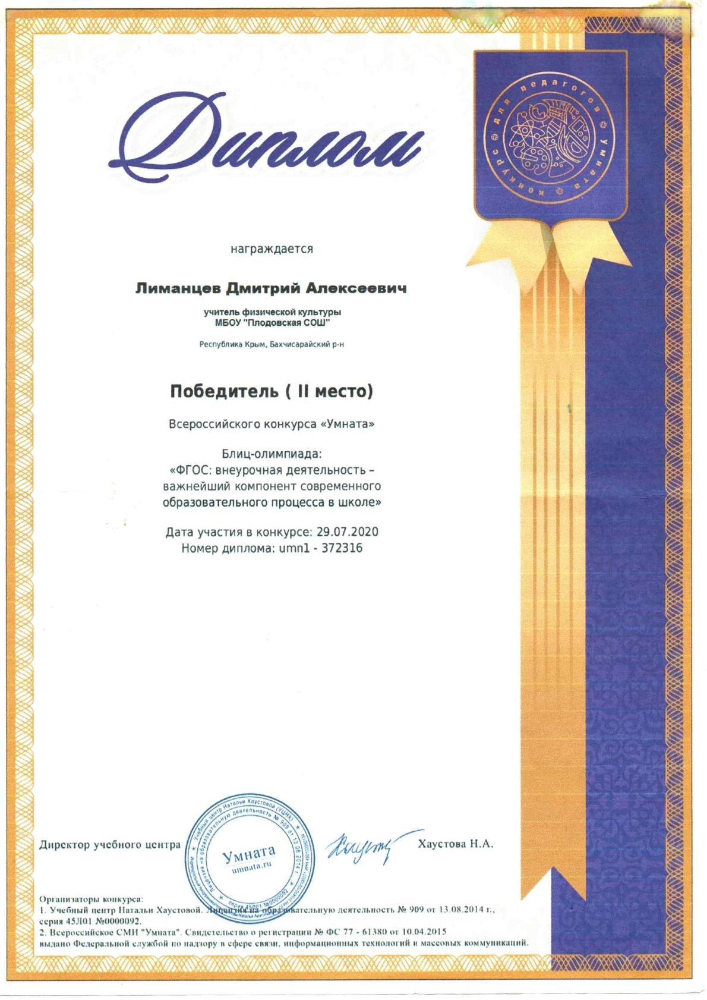 Диплом
конкурс для педагогов умната
награждается
Лиманцев Дмитрий Алексеевич
учитель физической культуры
МБОУ "Плодовская СОШ"
Республика Крым, Бахчисарайский р-н
Победитель ( II место)
Всероссийского конкурса «Умната»
Блиц-олимпиада:
«ФГОС: внеурочная деятельность –
важнейший компонент современного
образовательного процесса в школе»
Дата участия в конкурсе: 29.07.2020
Номер диплома: umn1 - 372316
Учебный центр Натальи Хаустовой (УЦНХ)
Лицензия на образовательную деятельность № 909 от 13 08 2014 г
серия 45Л01 №0000092
Умната
umnata.ru
Директор учебного центра
Хаустова Н.А.
Организаторы конкурса:
1. Учебный центр Натальи Хаустовой. Лицензия на образовательную деятельность № 909 от 13.08.2014 г.,
серия 45Л01 №0000092.
2. Всероссийское СМИ "Умната". Свидетельство о регистрации № ФС 77 - 61380 от 10.04.2015
выдано Федеральной службой по надзору в сфере связи, информационных технологий и массовых коммуникаций.